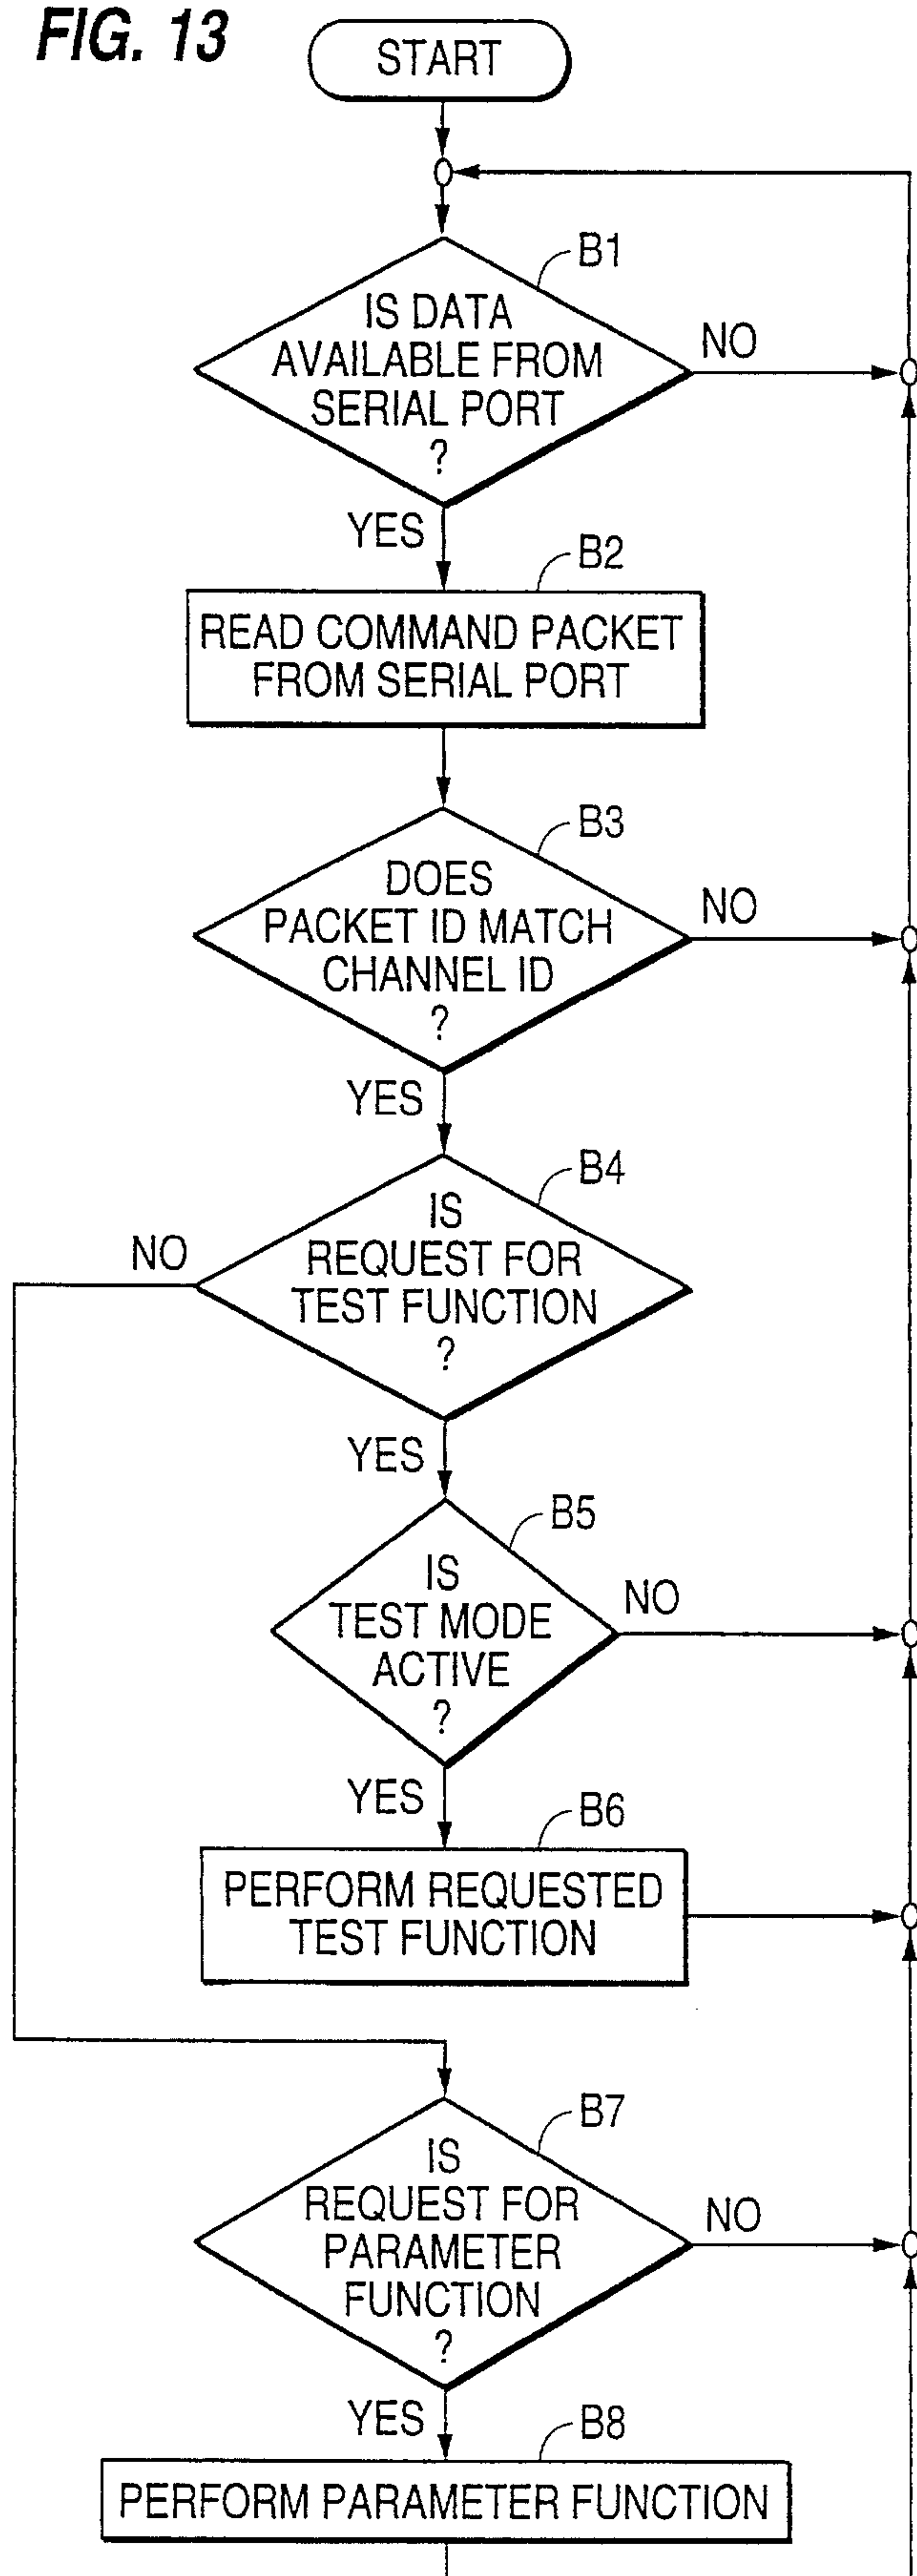 FIG. 13
START
B1
IS DATA
AVAILABLE FROM
SERIAL PORT
?
NO
YES
B2
READ COMMAND PACKET
FROM SERIAL PORT
B3
DOES
PACKET ID MATCH
CHANNEL ID
?
NO
YES
B4
IS
REQUEST FOR
TEST FUNCTION
?
NO
YES
B5
IS
TEST MODE
ACTIVE
?
NO
YES
B6
PERFORM REQUESTED
TEST FUNCTION
B7
IS
REQUEST FOR
PARAMETER
FUNCTION
?
NO
YES
B8
PERFORM PARAMETER FUNCTION